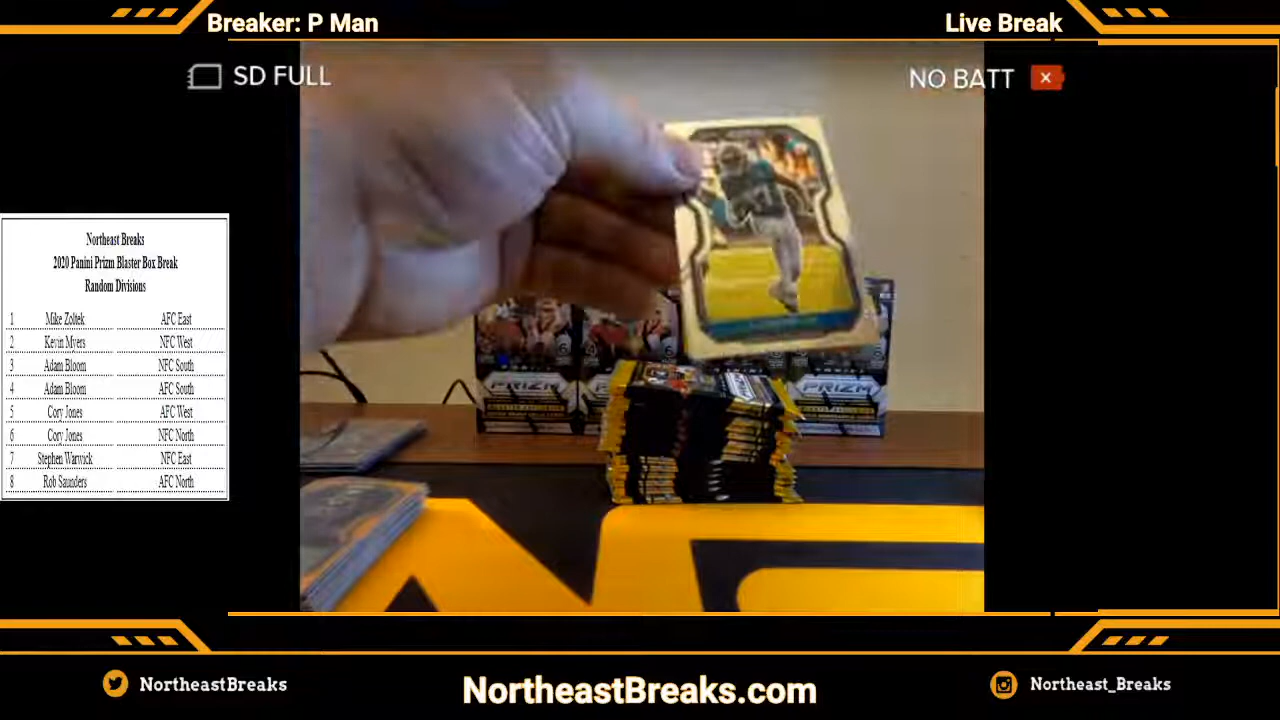 Breaker: P Man
Live Break
SD FULL
NO BATT
Northeast Breaks
2020 Panini Prizm Blaster Box Break
Random Divisions
1 Mike Zoltek AFC East
2 Kevin Myers NFC West
3 Adam Bloom NFC South
4 Adam Bloom AFC South
5 Cory Jones AFC West
6 Cory Jones NFC North
7 Stephen Warwick NFC East
8 Rob Saunders AFC North
PRIZM
PRIZM
PRIZM
NortheastBreaks
NortheastBreaks.com
Northeast_Breaks